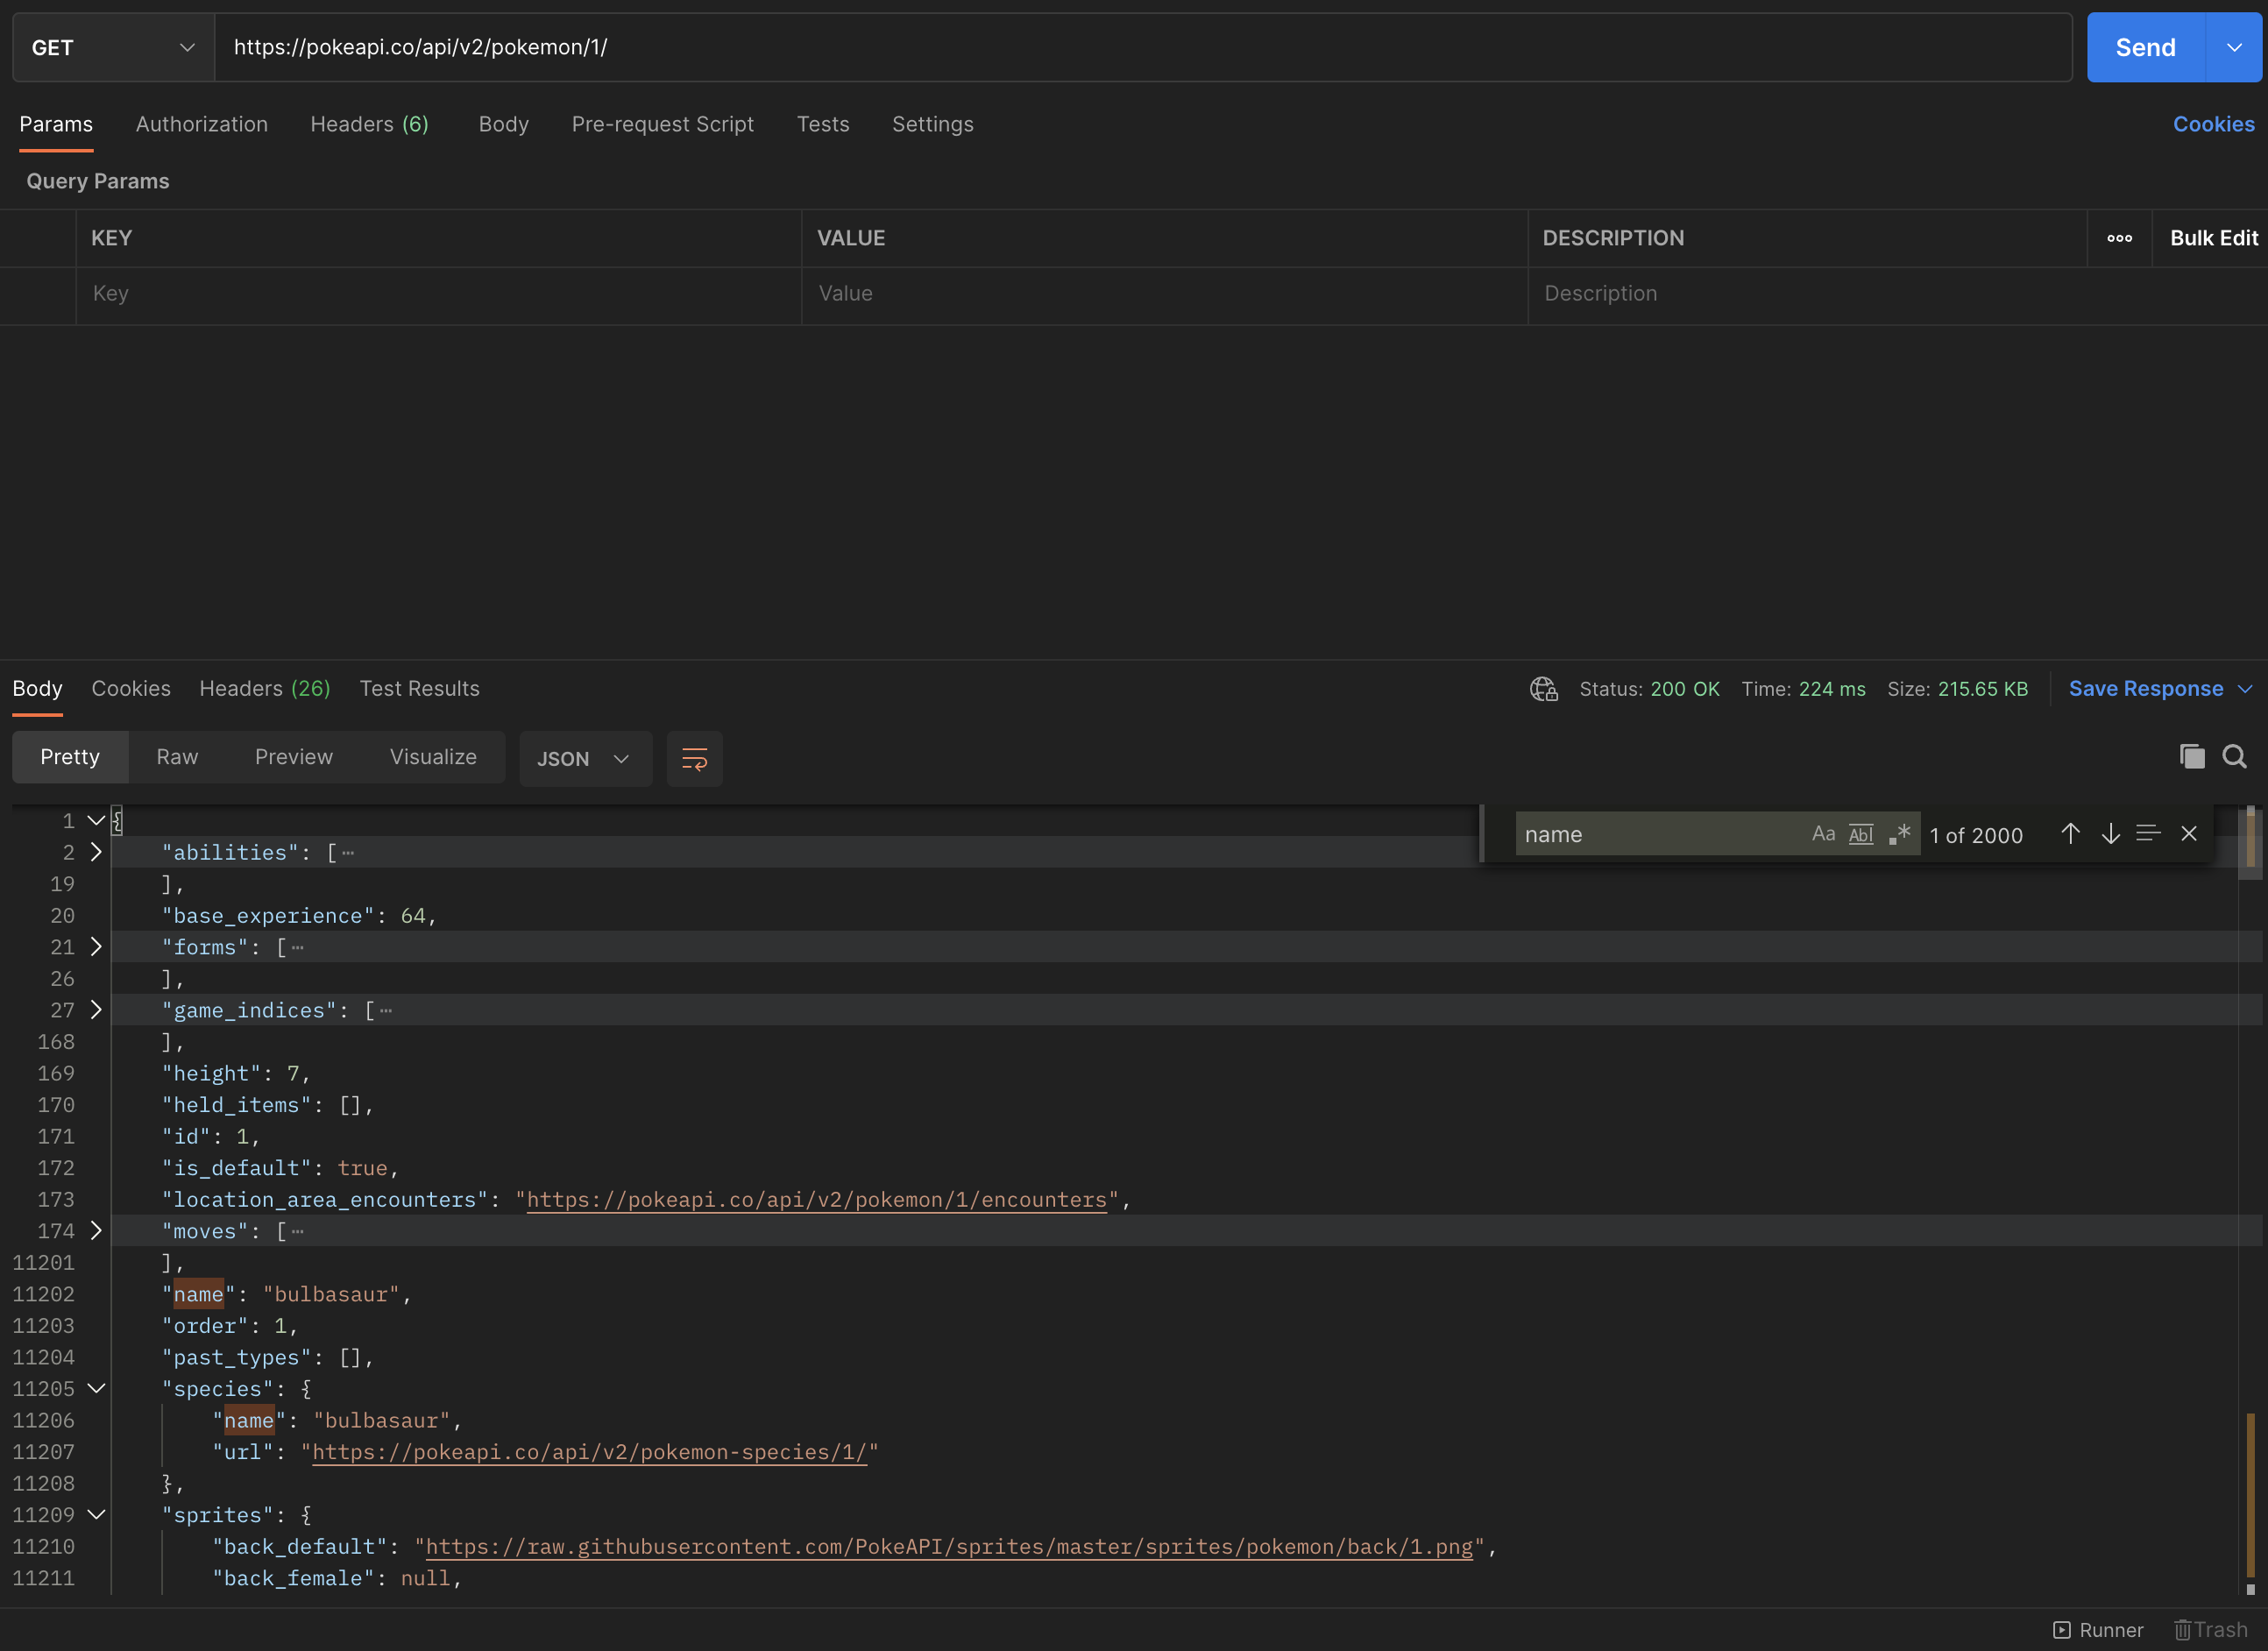 GET https://pokeapi.co/api/v2/pokemon/1/ Send
Params Authorization Headers (6) Body Pre-request Script Tests Settings Cookies
Query Params
KEY VALUE DESCRIPTION ooo Bulk Edit
Key Value Description
Body Cookies Headers (26) Test Results Status: 200 OK Time: 224 ms Size: 215.65 KB Save Response
Pretty Raw Preview Visualize JSON
name Aa Abl .* 1 of 2000
1 {
2 "abilities": [⋯
19 ],
20 "base_experience": 64,
21 "forms": [⋯
26 ],
27 "game_indices": [⋯
168 ],
169 "height": 7,
170 "held_items": [],
171 "id": 1,
172 "is_default": true,
173 "location_area_encounters": "https://pokeapi.co/api/v2/pokemon/1/encounters",
174 "moves": [⋯
11201 ],
11202 "name": "bulbasaur",
11203 "order": 1,
11204 "past_types": [],
11205 "species": {
11206 "name": "bulbasaur",
11207 "url": "https://pokeapi.co/api/v2/pokemon-species/1/"
11208 },
11209 "sprites": {
11210 "back_default": "https://raw.githubusercontent.com/PokeAPI/sprites/master/sprites/pokemon/back/1.png",
11211 "back_female": null,
Runner Trash